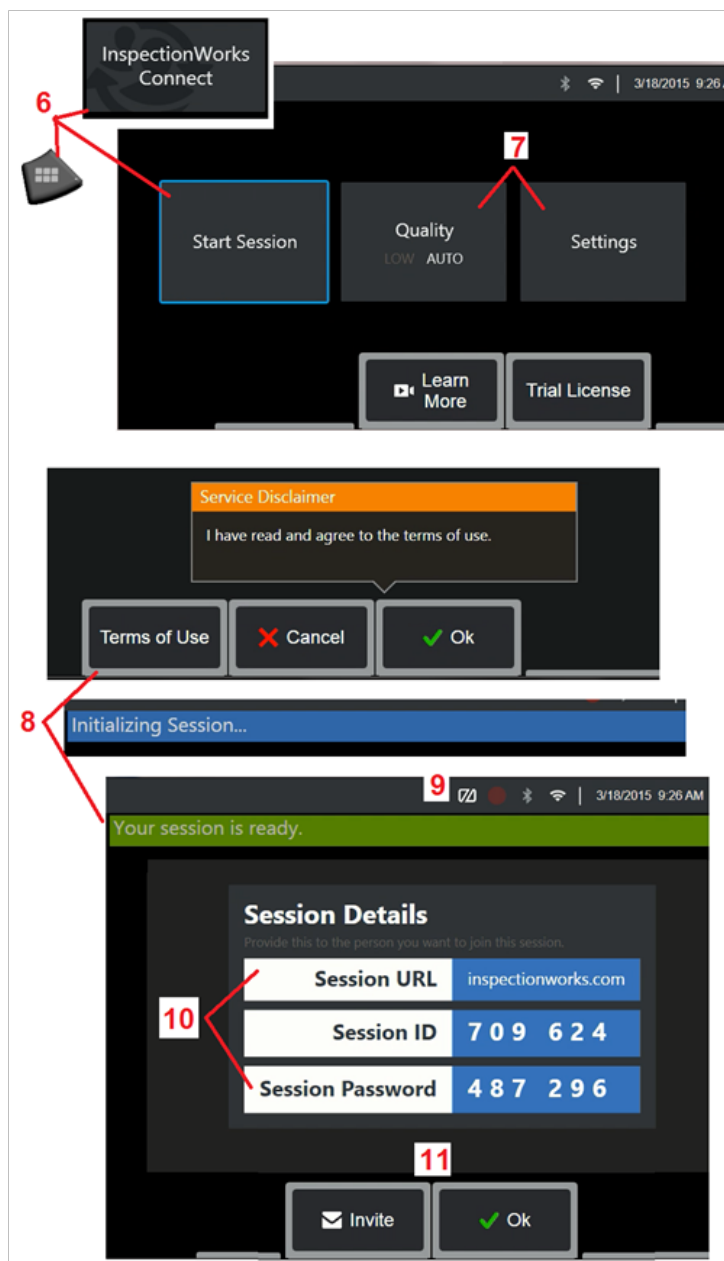 InspectionWorks
Connect
6
3/18/2015 9:26
7
Start Session
Quality
LOW AUTO
Settings
Learn
More
Trial License
Service Disclaimer
I have read and agree to the terms of use.
Terms of Use
Cancel
Ok
8
Initializing Session...
9
3/18/2015 9:26 AM
Your session is ready.
Session Details
Provide this to the person you want to join this session.
Session URL
inspectionworks.com
10
Session ID
709 624
Session Password
487 296
11
Invite
Ok